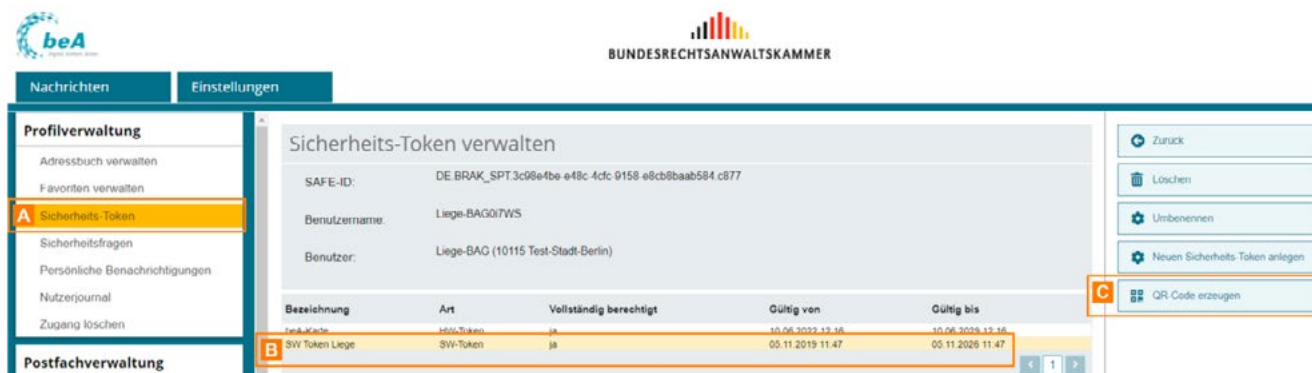 beA
BUNDESRECHTSANWALTSKAMMER
Nachrichten
Einstellungen
Profilverwaltung
Adressbuch verwalten
Favoriten verwalten
A Sicherheits-Token
Sicherheitsfragen
Persönliche Benachrichtigungen
Nutzerjournal
Zugang löschen
Postfachverwaltung
Sicherheits-Token verwalten
SAFE-ID: DE.BRAK_SPT.3c98e4be-e48c-4cfc-9158-e8cb8baab584.c877
Benutzername: Liege-BAG0i7WS
Benutzer: Liege-BAG (10115 Test-Stadt-Berlin)
Bezeichnung Art Vollständig berechtigt Gültig von Gültig bis
beA-Karte HW-Token ja 10.06.2022 12.16 10.06.2029 12.16
B SW Token Liege SW-Token ja 05.11.2019 11.47 05.11.2026 11.47
< 1 >
Zurück
Löschen
Umbenennen
Neuen Sicherheits Token anlegen
C QR Code erzeugen